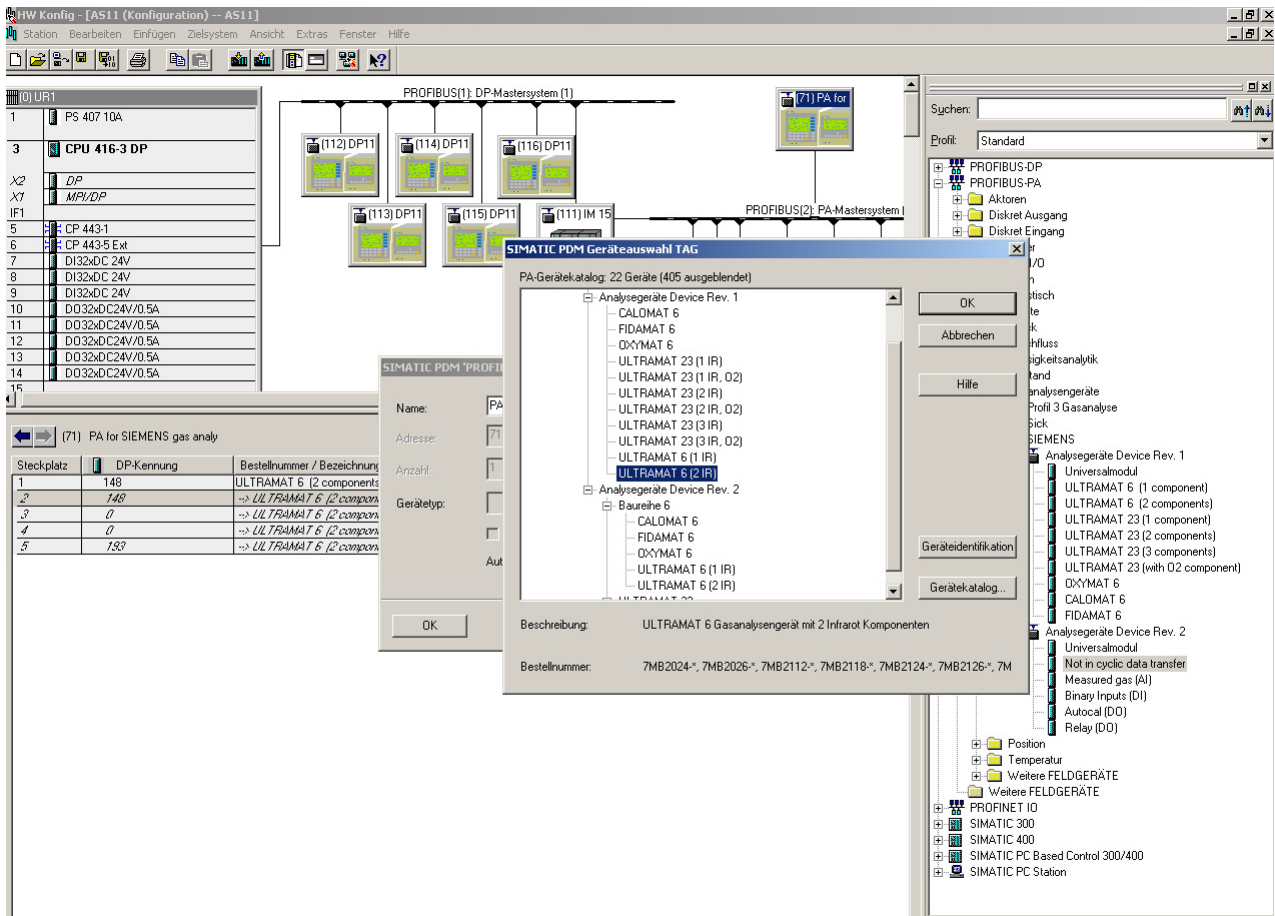 HW Konfig - [AS11 (Konfiguration) -- AS11]
Station Bearbeiten Einfügen Zielsystem Ansicht Extras Fenster Hilfe
(0) UR1
1 PS 407 10A
3 CPU 416-3 DP
X2 DP
X1 MPI/DP
IF1
5 CP 443-1
6 CP 443-5 Ext
7 DI32xDC 24V
8 DI32xDC 24V
9 DI32xDC 24V
10 DO32xDC24V/0.5A
11 DO32xDC24V/0.5A
12 DO32xDC24V/0.5A
13 DO32xDC24V/0.5A
14 DO32xDC24V/0.5A
15
PROFIBUS(1): DP-Mastersystem (1)
(71) PA for
(112) DP11
(114) DP11
(116) DP11
(113) DP11
(115) DP11
(111) IM 15
PROFIBUS(2): PA-Mastersystem
(71) PA for SIEMENS gas analy
Steckplatz DP-Kennung Bestellnummer / Bezeichnung
1 148 ULTRAMAT 6 (2 components
2 148 --> ULTRAMAT 6 (2 compon
3 0 --> ULTRAMAT 6 (2 compon
4 0 --> ULTRAMAT 6 (2 compon
5 193 --> ULTRAMAT 6 (2 compon
SIMATIC PDM 'PROFI
Name: PA
Adresse: 71
Anzahl: 1
Gerätetyp:
Aut
OK
SIMATIC PDM Geräteauswahl TAG
PA-Gerätekatalog: 22 Geräte (405 ausgeblendet)
Analysegeräte Device Rev. 1
CALOMAT 6
FIDAMAT 6
OXYMAT 6
ULTRAMAT 23 (1 IR)
ULTRAMAT 23 (1 IR, O2)
ULTRAMAT 23 (2 IR)
ULTRAMAT 23 (2 IR, O2)
ULTRAMAT 23 (3 IR)
ULTRAMAT 23 (3 IR, O2)
ULTRAMAT 6 (1 IR)
ULTRAMAT 6 (2 IR)
Analysegeräte Device Rev. 2
Baureihe 6
CALOMAT 6
FIDAMAT 6
OXYMAT 6
ULTRAMAT 6 (1 IR)
ULTRAMAT 6 (2 IR)
OK
Abbrechen
Hilfe
Geräteidentifikation
Gerätekatalog...
Beschreibung: ULTRAMAT 6 Gasanalysengerät mit 2 Infrarot Komponenten
Bestellnummer: 7MB2024-*, 7MB2026-*, 7MB2112-*, 7MB2118-*, 7MB2124-*, 7MB2126-*, 7M
Suchen:
Profil: Standard
PROFIBUS-DP
PROFIBUS-PA
Aktoren
Diskret Ausgang
Diskret Eingang
er
I/O
n
stisch
te
k
hfluss
sigkeitsanalytik
tand
analysengeräte
Profil 3 Gasanalyse
Sick
SIEMENS
Analysegeräte Device Rev. 1
Universalmodul
ULTRAMAT 6 (1 component)
ULTRAMAT 6 (2 components)
ULTRAMAT 23 (1 component)
ULTRAMAT 23 (2 components)
ULTRAMAT 23 (3 components)
ULTRAMAT 23 (with O2 component)
OXYMAT 6
CALOMAT 6
FIDAMAT 6
Analysegeräte Device Rev. 2
Universalmodul
Not in cyclic data transfer
Measured gas (AI)
Binary Inputs (DI)
Autocal (DO)
Relay (DO)
Position
Temperatur
Weitere FELDGERÄTE
Weitere FELDGERÄTE
PROFINET IO
SIMATIC 300
SIMATIC 400
SIMATIC PC Based Control 300/400
SIMATIC PC Station